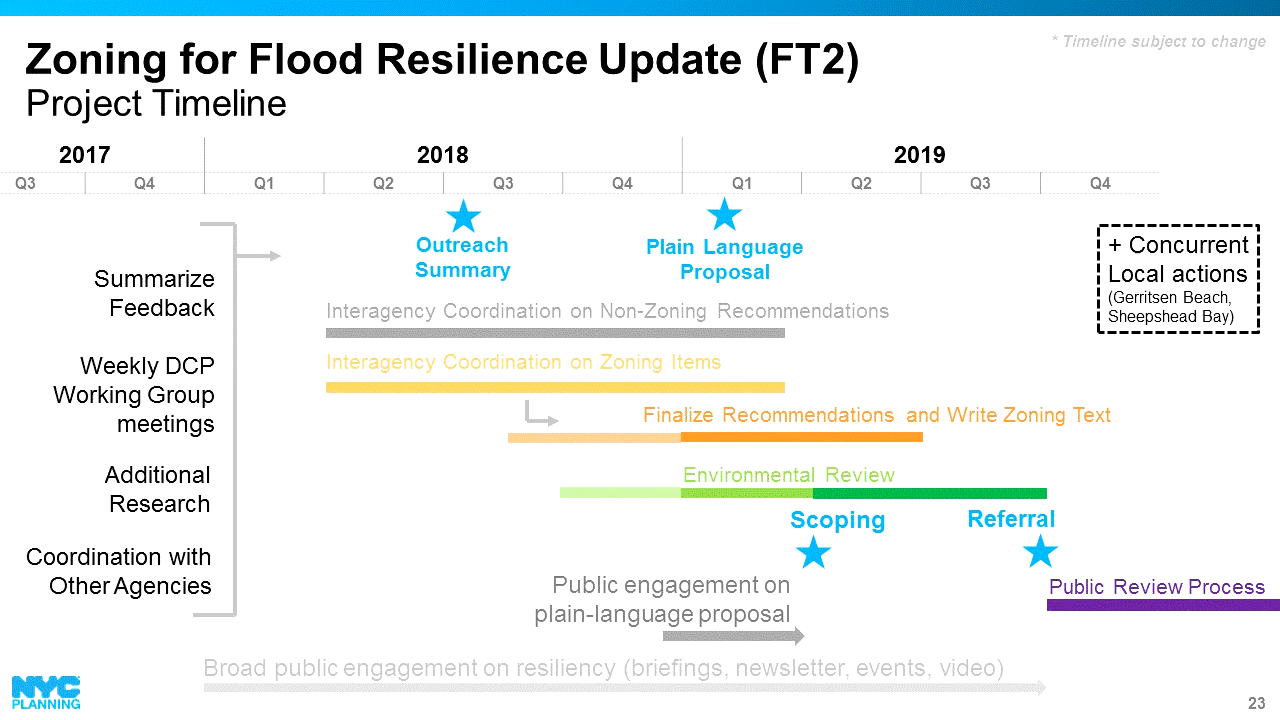 * Timeline subject to change
Zoning for Flood Resilience Update (FT2)
Project Timeline
2017
2018
2019
Q3
Q4
Q1
Q2
Q3
Q4
Q1
Q2
Q3
Q4
Outreach
Summary
Plain Language
Proposal
+ Concurrent
Local actions
(Gerritsen Beach,
Sheepshead Bay)
Summarize
Feedback
Weekly DCP
Working Group
meetings
Additional
Research
Coordination with
Other Agencies
Interagency Coordination on Non-Zoning Recommendations
Interagency Coordination on Zoning Items
Finalize Recommendations and Write Zoning Text
Environmental Review
Scoping
Referral
Public engagement on
plain-language proposal
Public Review Process
Broad public engagement on resiliency (briefings, newsletter, events, video)
NYC
PLANNING
23